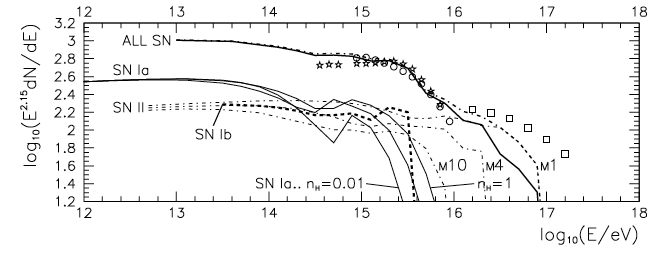 12 13 14 15 16 17 18
log₁₀(E^2.15 dN/dE)
3.2
3
2.8
2.6
2.4
2.2
2
1.8
1.6
1.4
1.2
ALL SN
SN Ia
SN II
SN Ib
M10 M4 M1
SN Ia.. n_H=0.01 n_H=1
12 13 14 15 16 17 18
log₁₀(E/eV)